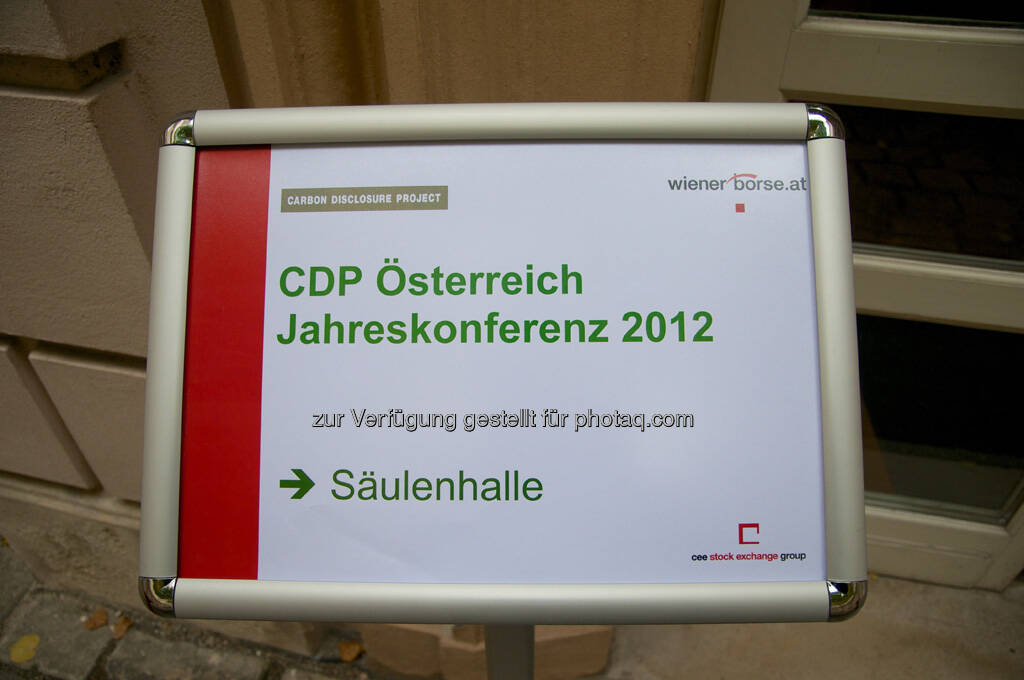 CARBON DISCLOSURE PROJECT
wiener börse.at
CDP Österreich
Jahreskonferenz 2012
zur Verfügung gestellt für photaq.com
➔ Säulenhalle
cee stock exchange group